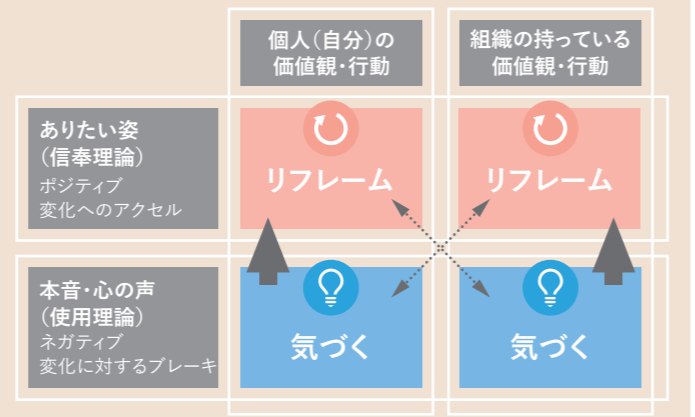 個人(自分)の
価値観・行動
組織の持っている
価値観・行動
ありたい姿
(信奉理論)
ポジティブ
変化へのアクセル
リフレーム
リフレーム
本音・心の声
(使用理論)
ネガティブ
変化に対するブレーキ
気づく
気づく